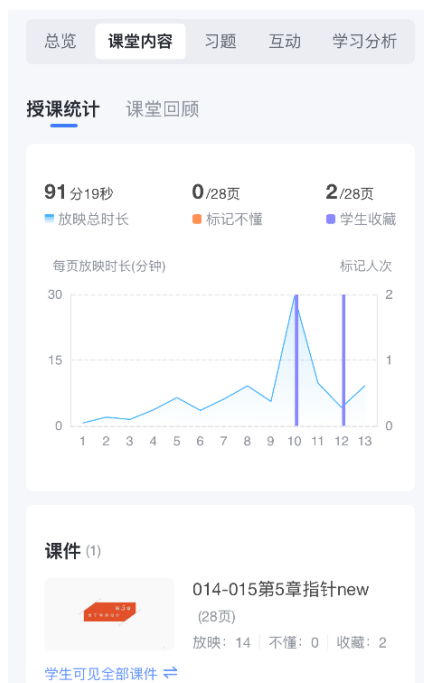 总览 课堂内容 习题 互动 学习分析
授课统计 课堂回顾
91分19秒 0/28页 2/28页
放映总时长 标记不懂 学生收藏
每页放映时长(分钟) 标记人次
30 2
15 1
0 0
1 2 3 4 5 6 7 8 9 10 11 12 13
课件 (1)
014-015第5章指针new
(28页)
放映: 14 不懂: 0 收藏: 2
学生可见全部课件